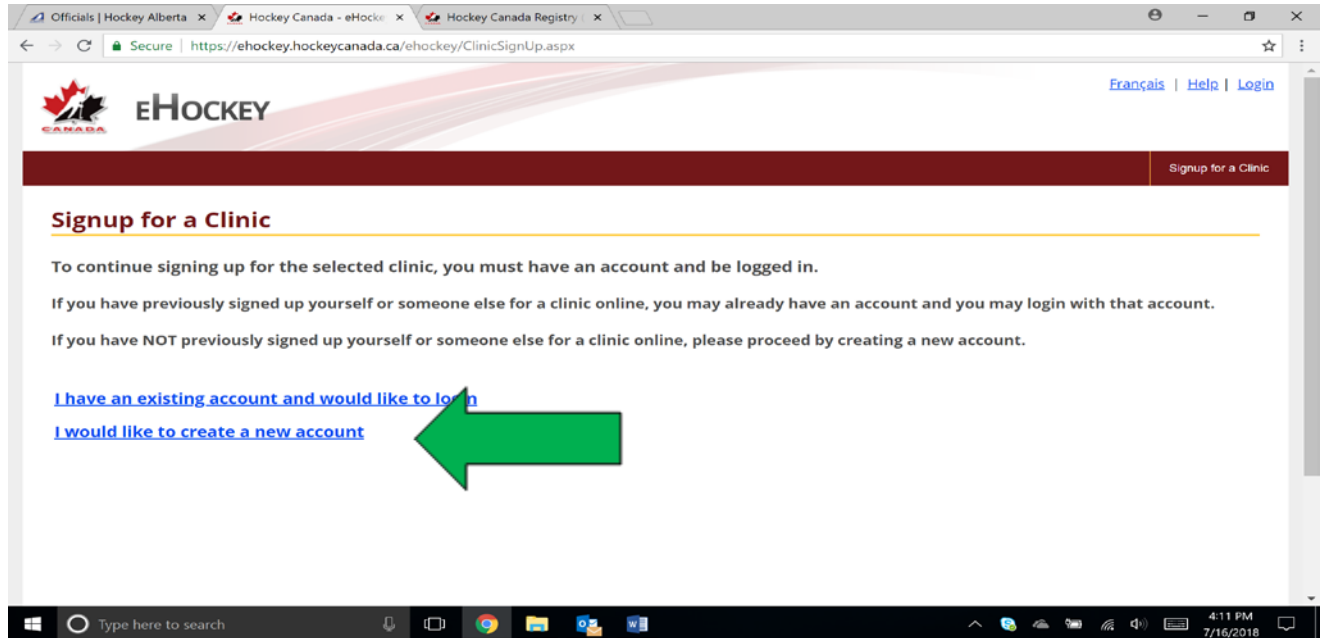 Officials | Hockey Alberta
Hockey Canada - eHocke
Hockey Canada Registry (
Secure | https://ehockey.hockeycanada.ca/ehockey/ClinicSignUp.aspx
Français | Help | Login
CANADA
EHOCKEY
Signup for a Clinic
Signup for a Clinic
To continue signing up for the selected clinic, you must have an account and be logged in.
If you have previously signed up yourself or someone else for a clinic online, you may already have an account and you may login with that account.
If you have NOT previously signed up yourself or someone else for a clinic online, please proceed by creating a new account.
I have an existing account and would like to login
I would like to create a new account
Type here to search
4:11 PM
7/16/2018